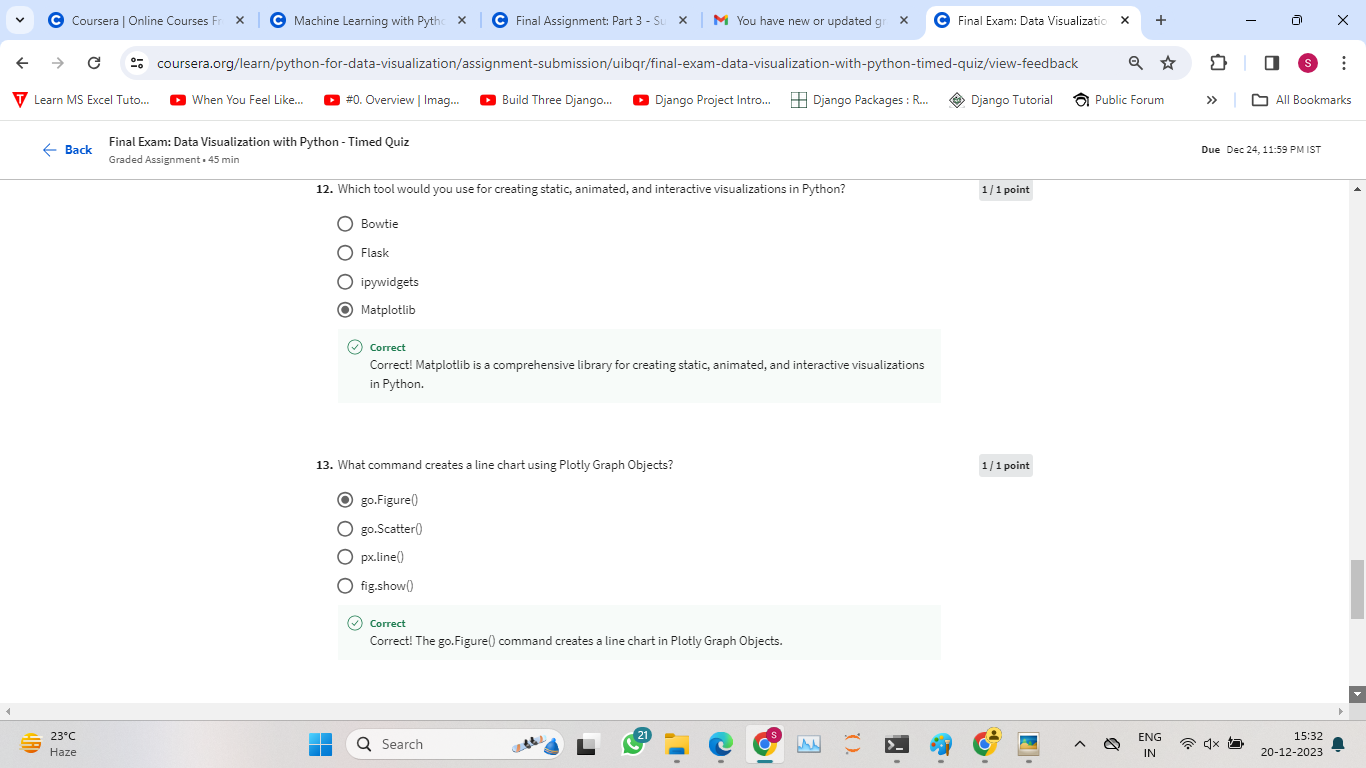 Coursera | Online Courses Fr
Machine Learning with Pytho
Final Assignment: Part 3 - Su
You have new or updated gr
Final Exam: Data Visualizatio
coursera.org/learn/python-for-data-visualization/assignment-submission/uibqr/final-exam-data-visualization-with-python-timed-quiz/view-feedback
S
Learn MS Excel Tuto...
When You Feel Like...
#0. Overview | Imag...
Build Three Django...
Django Project Intro...
Django Packages : R...
Django Tutorial
Public Forum
»
All Bookmarks
Back
Final Exam: Data Visualization with Python - Timed Quiz
Graded Assignment • 45 min
Due Dec 24, 11:59 PM IST
12. Which tool would you use for creating static, animated, and interactive visualizations in Python?
1 / 1 point
Bowtie
Flask
ipywidgets
Matplotlib
Correct
Correct! Matplotlib is a comprehensive library for creating static, animated, and interactive visualizations
in Python.
13. What command creates a line chart using Plotly Graph Objects?
1 / 1 point
go.Figure()
go.Scatter()
px.line()
fig.show()
Correct
Correct! The go.Figure() command creates a line chart in Plotly Graph Objects.
23°C
Haze
Search
21
S
ENG
IN
15:32
20-12-2023